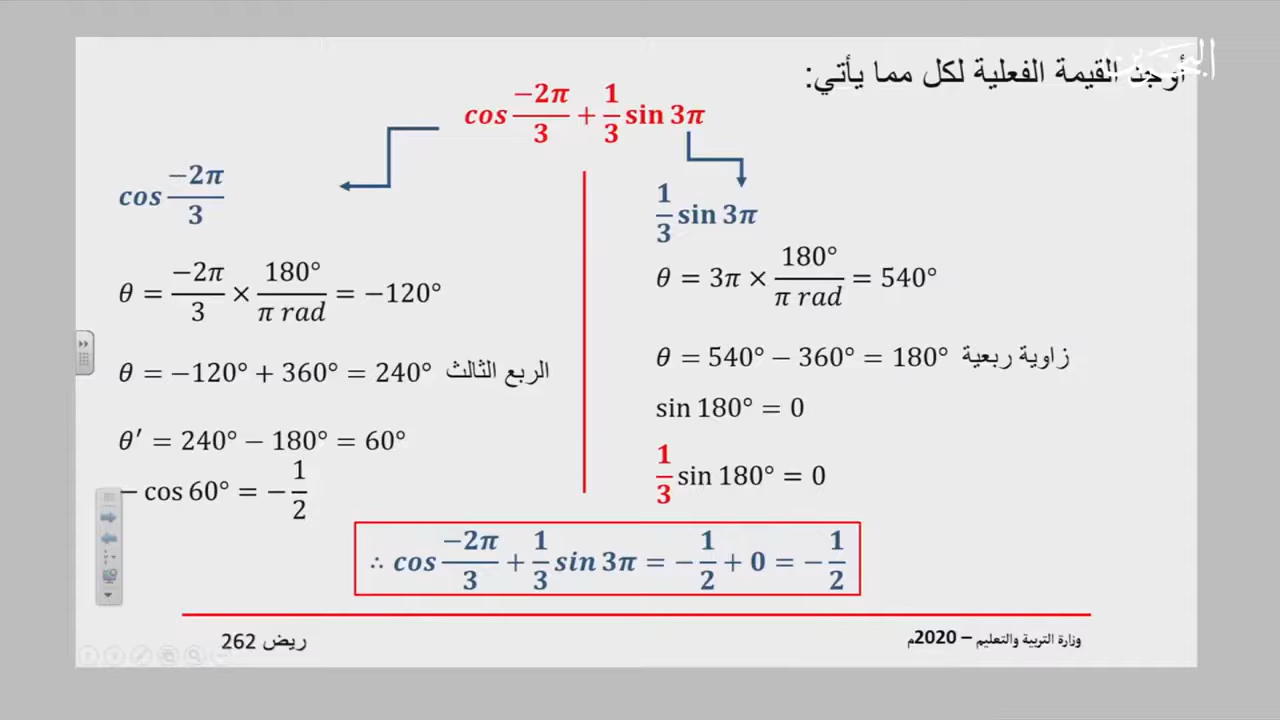 البحرين
أوجد القيمة الفعلية لكل مما يأتي:
cos −2π/3 + 1/3 sin 3π
cos −2π/3
θ = −2π/3 × 180°/π rad = −120°
θ = −120° + 360° = 240° الربع الثالث
θ′ = 240° − 180° = 60°
− cos 60° = − 1/2
1/3 sin 3π
θ = 3π × 180°/π rad = 540°
θ = 540° − 360° = 180° زاوية ربعية
sin 180° = 0
1/3 sin 180° = 0
∴ cos −2π/3 + 1/3 sin 3π = − 1/2 + 0 = − 1/2
وزارة التربية والتعليم – 2020م
ريض 262